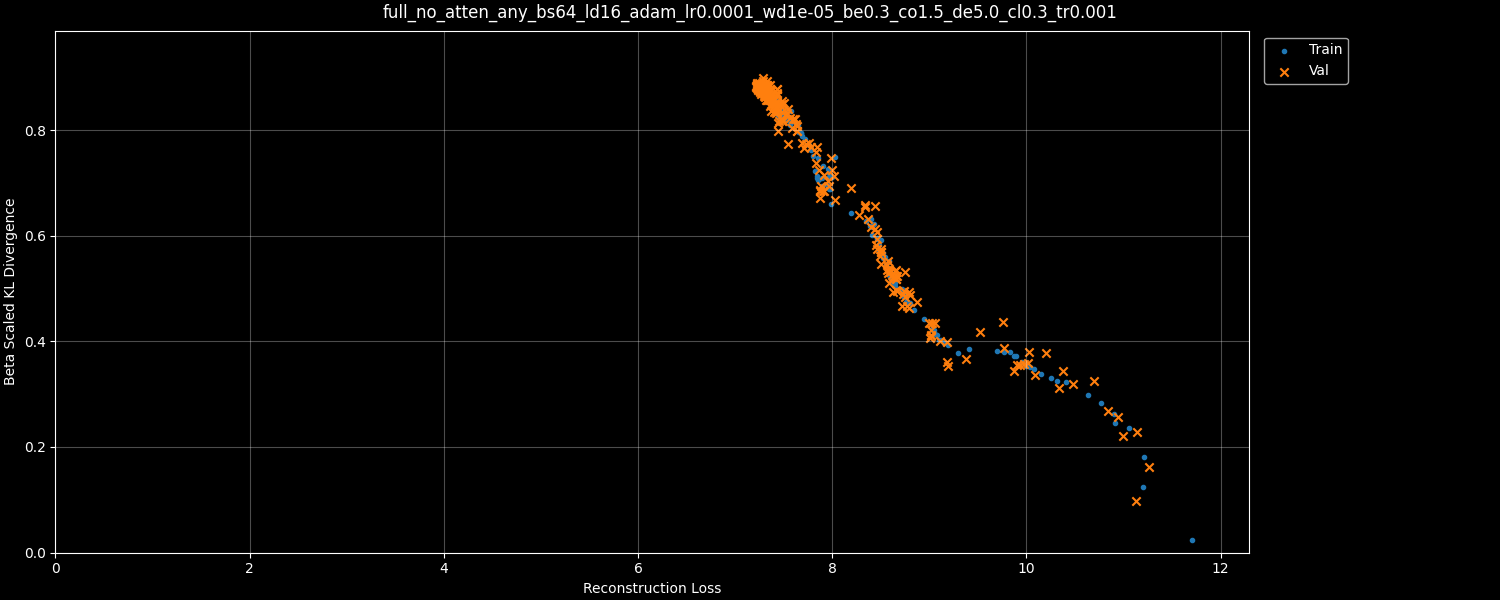 full_no_atten_any_bs64_ld16_adam_lr0.0001_wd1e-05_be0.3_co1.5_de5.0_cl0.3_tr0.001
Train
Val
Beta Scaled KL Divergence
0.8
0.6
0.4
0.2
0.0
0 2 4 6 8 10 12
Reconstruction Loss